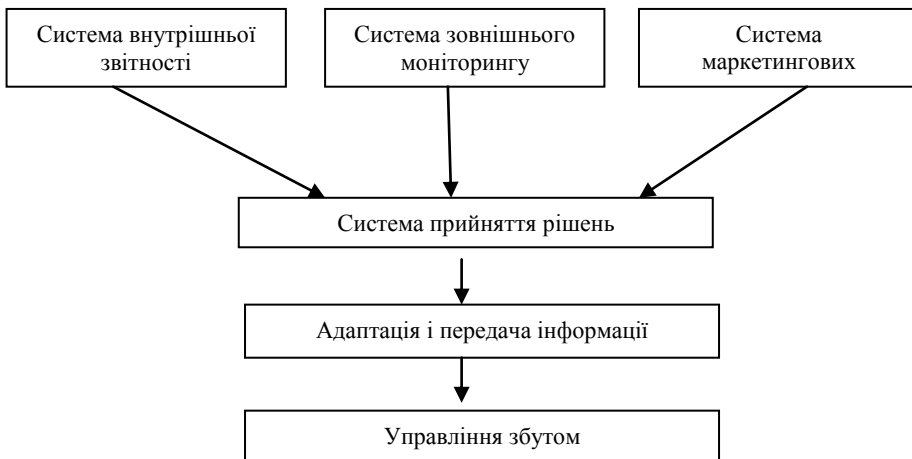 Система внутрішньої
звітності
Система зовнішнього
моніторингу
Система
маркетингових
Система прийняття рішень
Адаптація і передача інформації
Управління збутом